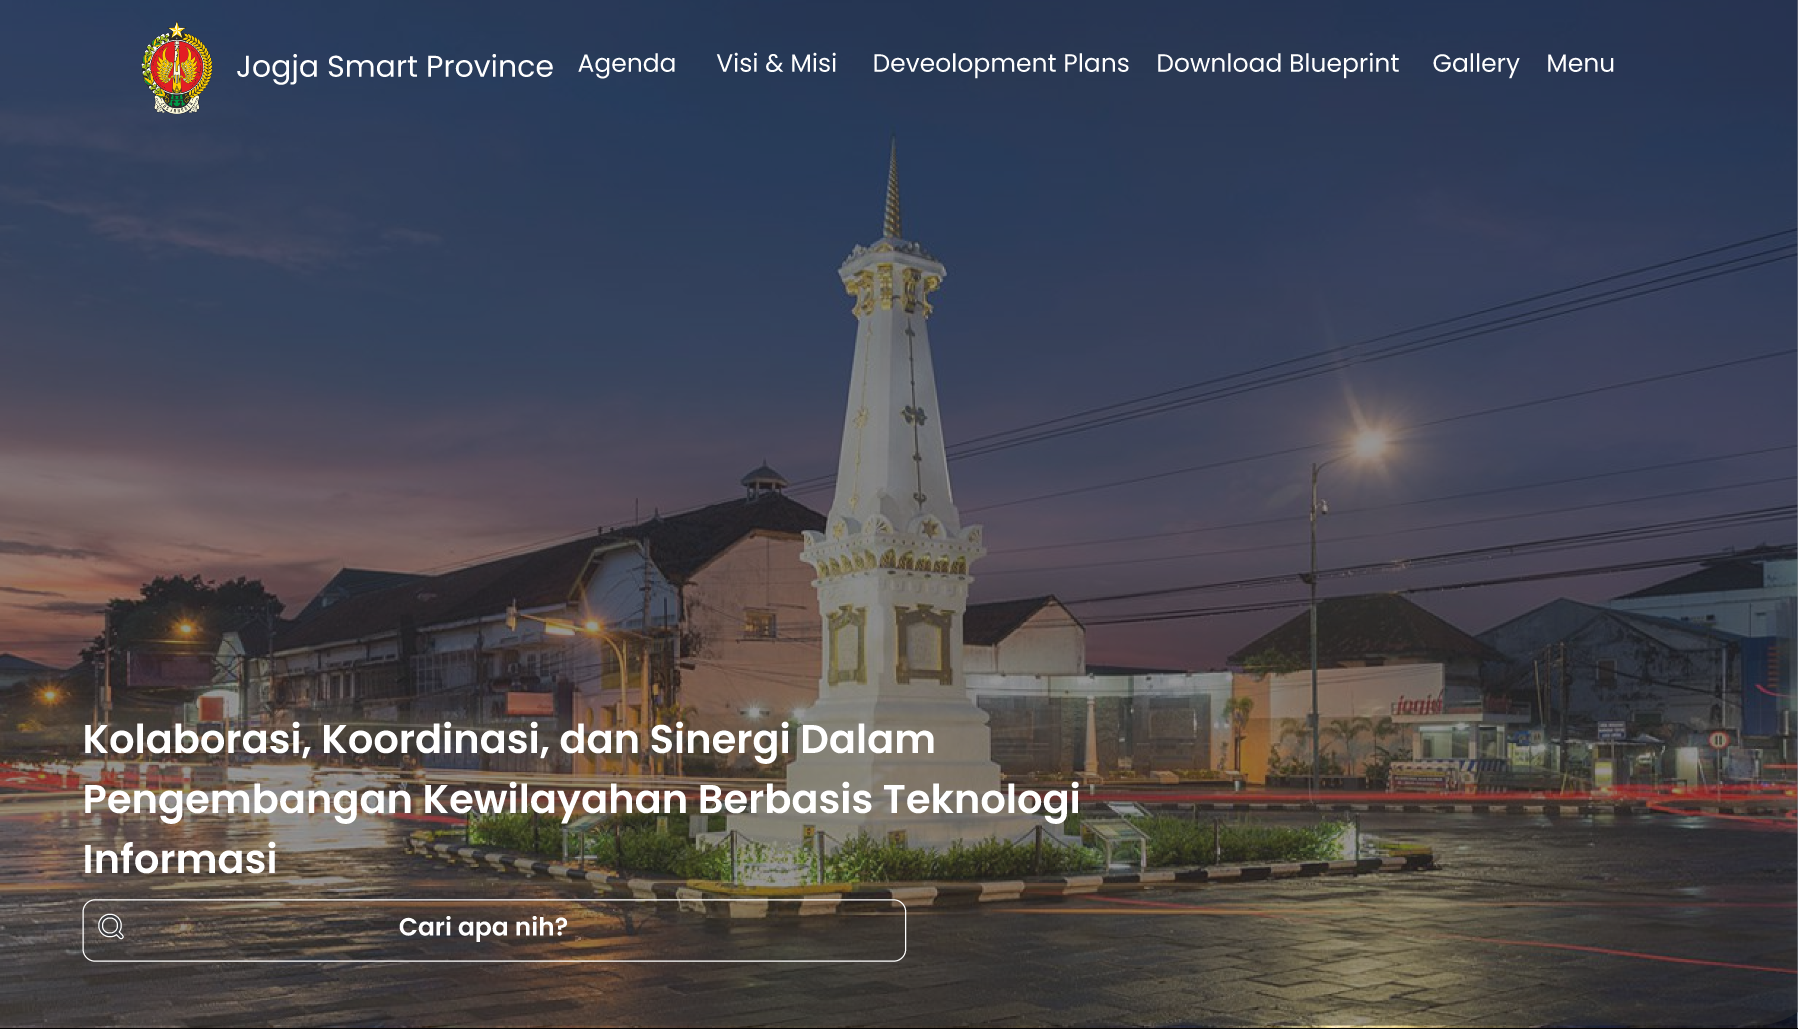 Jogja Smart Province Agenda Visi & Misi Deveolopment Plans Download Blueprint Gallery Menu
jogja
Kolaborasi, Koordinasi, dan Sinergi Dalam
Pengembangan Kewilayahan Berbasis Teknologi
Informasi
Cari apa nih?